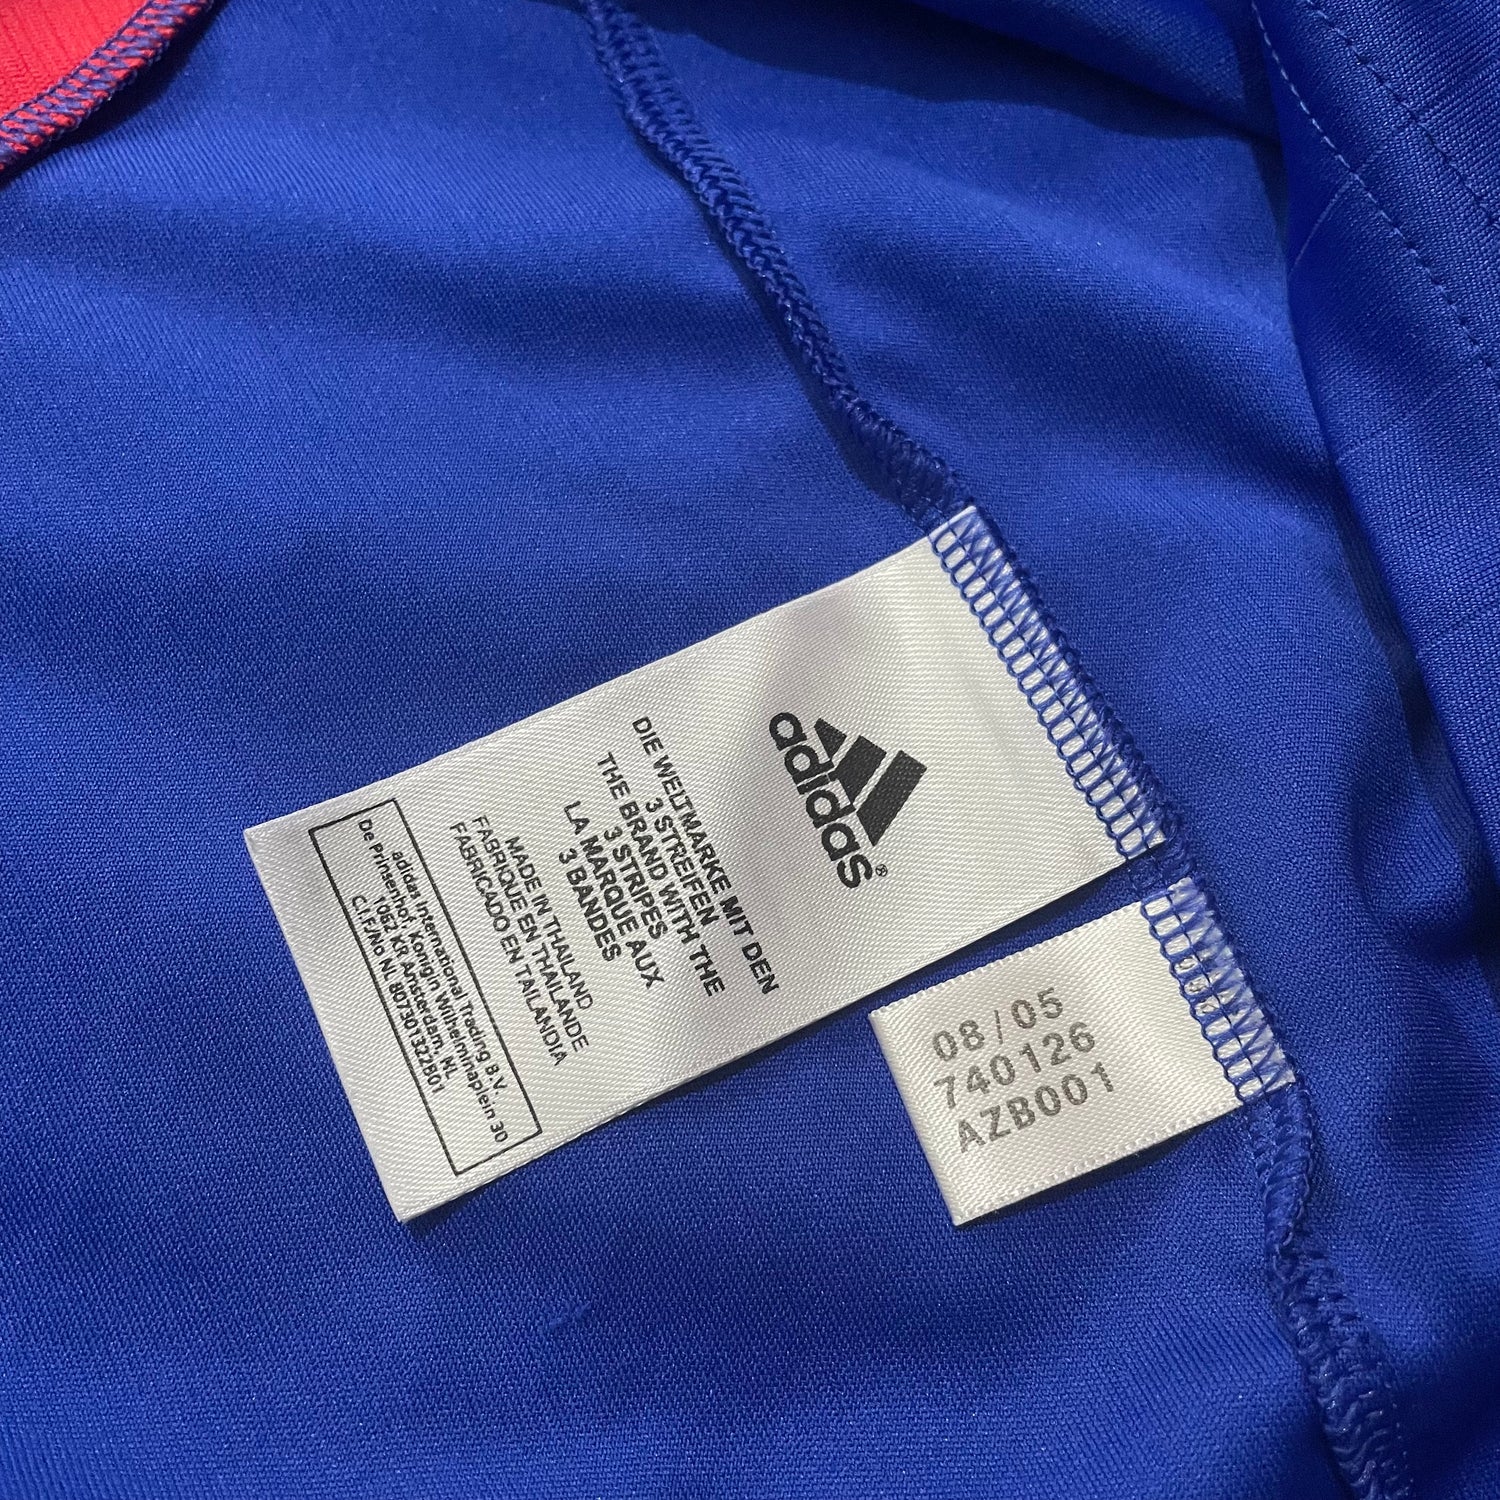 adidas®
DIE WELTMARKE MIT DEN
3 STREIFEN
THE BRAND WITH THE
3 STRIPES
LA MARQUE AUX
3 BANDES
MADE IN THAILAND
FABRIQUE EN THAILANDE
FABRICADO EN TAILANDIA
adidas International Trading B.V.
De Prinsenhof, Konigin Wilhelminaplein 30
1062 KR Amsterdam, NL
C.I.F./No NL 807301322B01
08/05
740126
AZB001